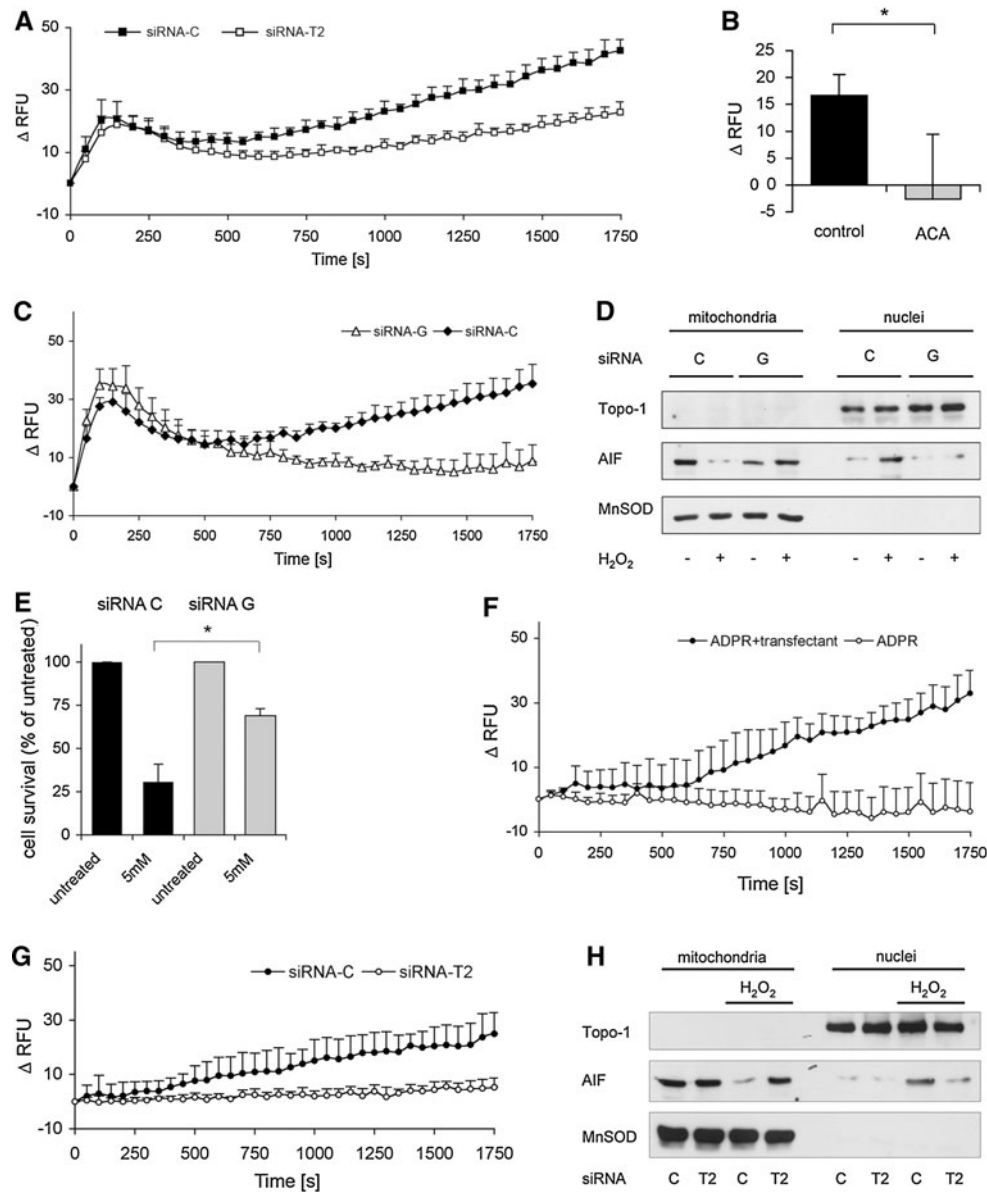 A
siRNA-C siRNA-T2
50
30
10
-10
Δ RFU
0 250 500 750 1000 1250 1500 1750
Time [s]
B
*
25
20
15
10
5
0 0
-5
Δ RFU
control ACA
C
siRNA-G siRNA-C
50
30
10
-10
Δ RFU
0 250 500 750 1000 1250 1500 1750
Time [s]
D
mitochondria nuclei
siRNA C G C G
Topo-1
AIF
MnSOD
H2O2 - + - + - + - +
E
siRNA C siRNA G
*
100
75
50
25
0
cell survival (% of untreated)
untreated 5mM untreated 5mM
F
ADPR+transfectant ADPR
50
30
10
-10
Δ RFU
0 250 500 750 1000 1250 1500 1750
Time [s]
G
siRNA-C siRNA-T2
50
30
10
-10
Δ RFU
0 250 500 750 1000 1250 1500 1750
Time [s]
H
mitochondria nuclei
H2O2 H2O2
Topo-1
AIF
MnSOD
siRNA C T2 C T2 C T2 C T2